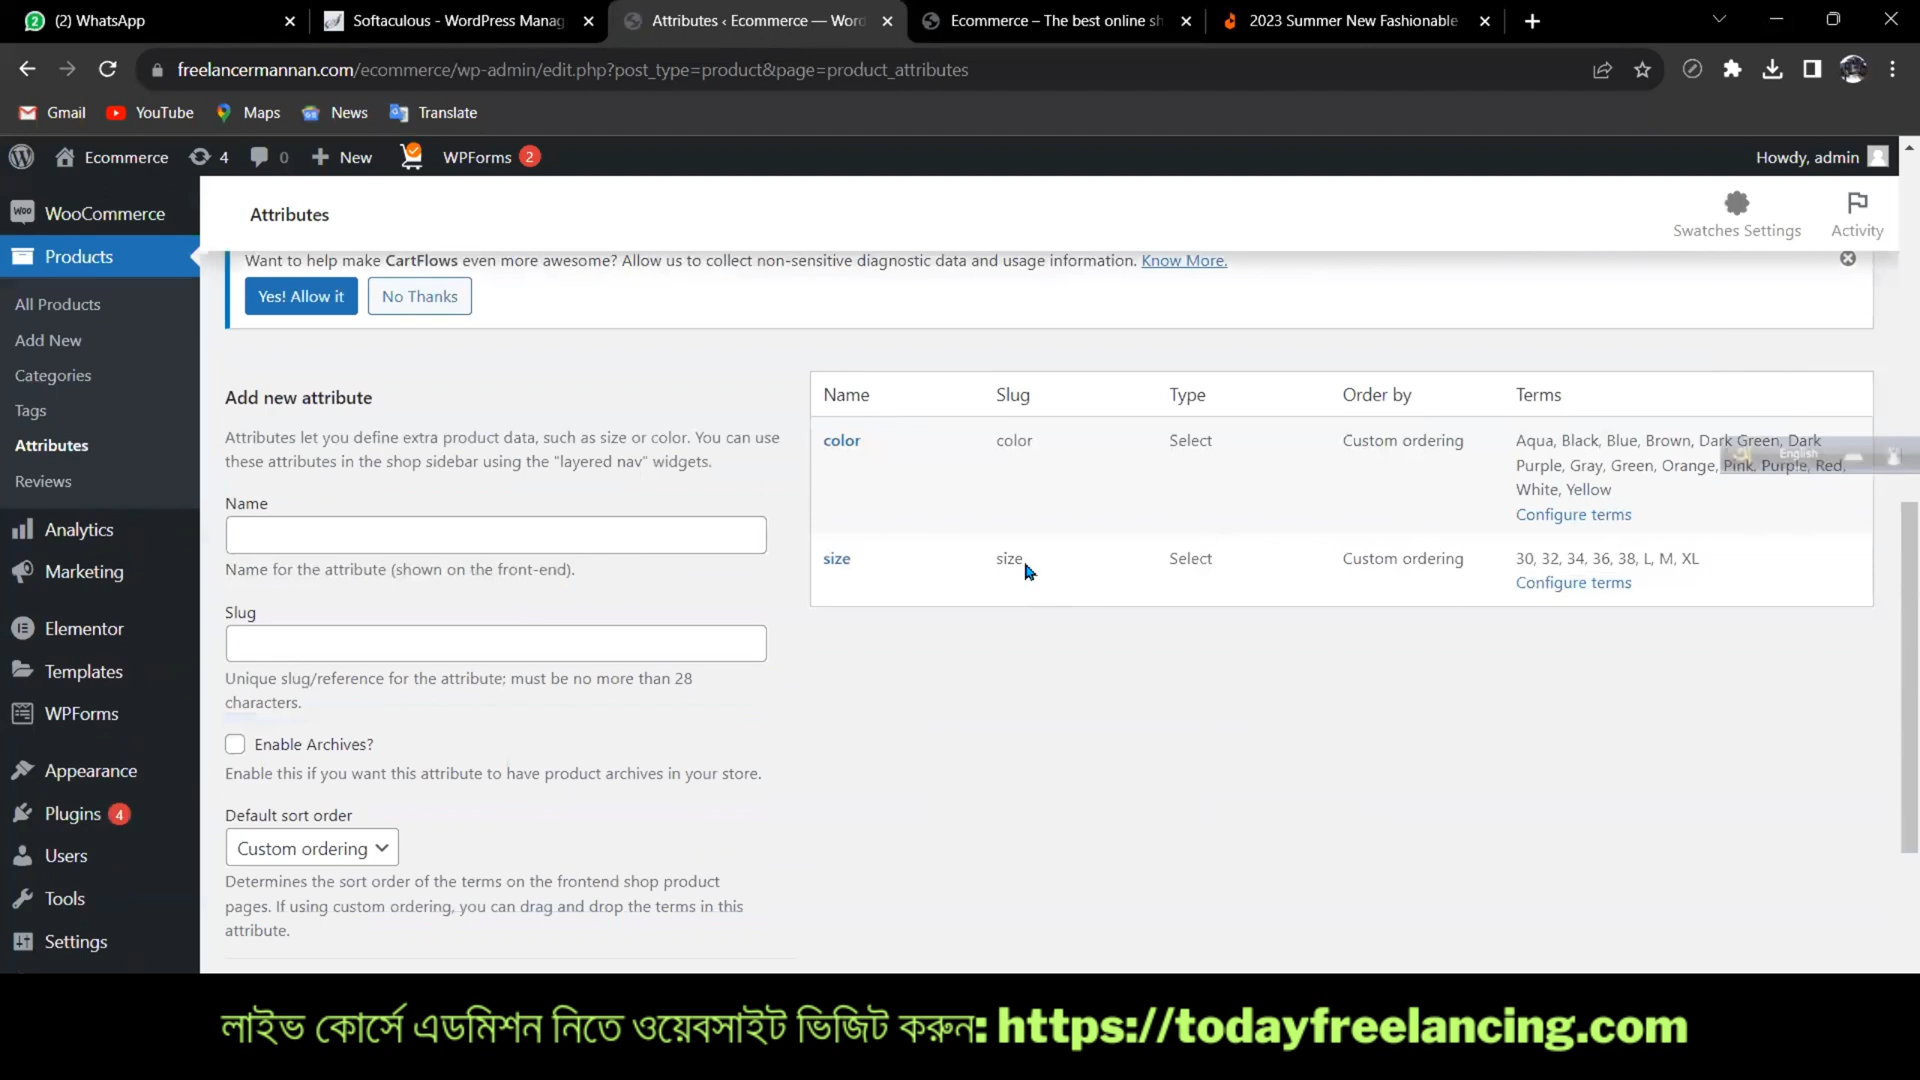 (2) WhatsApp
Softaculous - WordPress Manag
Attributes ‹ Ecommerce — Word
Ecommerce – The best online sh
2023 Summer New Fashionable
freelancermannan.com/ecommerce/wp-admin/edit.php?post_type=product&page=product_attributes
Gmail
YouTube
Maps
News
Translate
Ecommerce
4
0
New
WPForms 2
Howdy, admin
WooCommerce
Products
All Products
Add New
Categories
Tags
Attributes
Reviews
Analytics
Marketing
Elementor
Templates
WPForms
Appearance
Plugins 4
Users
Tools
Settings
Attributes
Swatches Settings
Activity
Want to help make CartFlows even more awesome? Allow us to collect non-sensitive diagnostic data and usage information. Know More.
Yes! Allow it
No Thanks
Add new attribute
Attributes let you define extra product data, such as size or color. You can use
these attributes in the shop sidebar using the "layered nav" widgets.
Name
Name for the attribute (shown on the front-end).
Slug
Unique slug/reference for the attribute; must be no more than 28
characters.
Enable Archives?
Enable this if you want this attribute to have product archives in your store.
Default sort order
Custom ordering
Determines the sort order of the terms on the frontend shop product
pages. If using custom ordering, you can drag and drop the terms in this
attribute.
Name Slug Type Order by Terms
color color Select Custom ordering Aqua, Black, Blue, Brown, Dark Green, Dark
Purple, Gray, Green, Orange, Pink, Purple, Red,
White, Yellow
Configure terms
English
size size Select Custom ordering 30, 32, 34, 36, 38, L, M, XL
Configure terms
লাইভ কোর্সে এডমিশন নিতে ওয়েবসাইট ভিজিট করুন: https://todayfreelancing.com